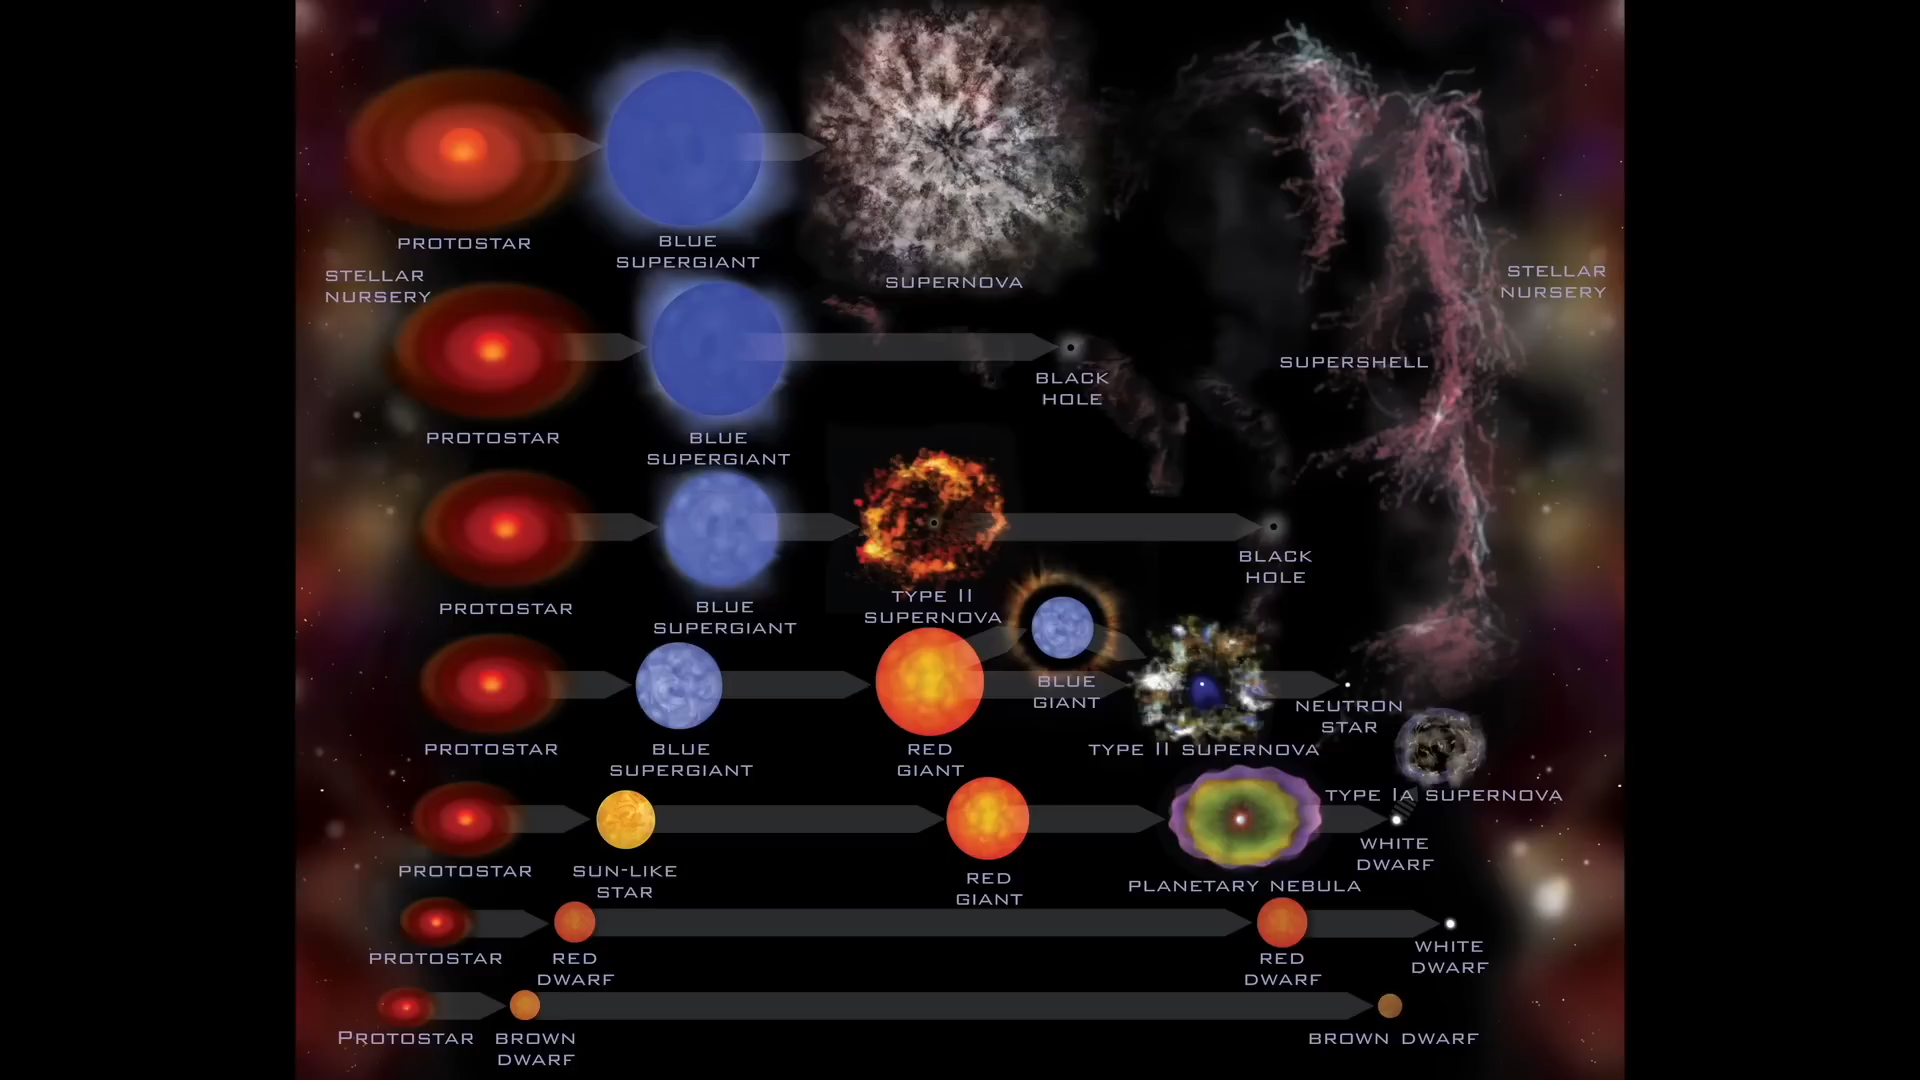 PROTOSTAR
BLUE
SUPERGIANT
SUPERNOVA
STELLAR
NURSERY
STELLAR
NURSERY
PROTOSTAR
BLUE
SUPERGIANT
BLACK
HOLE
SUPERSHELL
PROTOSTAR
BLUE
SUPERGIANT
TYPE II
SUPERNOVA
BLACK
HOLE
PROTOSTAR
BLUE
SUPERGIANT
RED
GIANT
BLUE
GIANT
TYPE II SUPERNOVA
NEUTRON
STAR
PROTOSTAR
SUN-LIKE
STAR
RED
GIANT
PLANETARY NEBULA
TYPE IA SUPERNOVA
WHITE
DWARF
PROTOSTAR
RED
DWARF
RED
DWARF
WHITE
DWARF
PROTOSTAR
BROWN
DWARF
BROWN DWARF